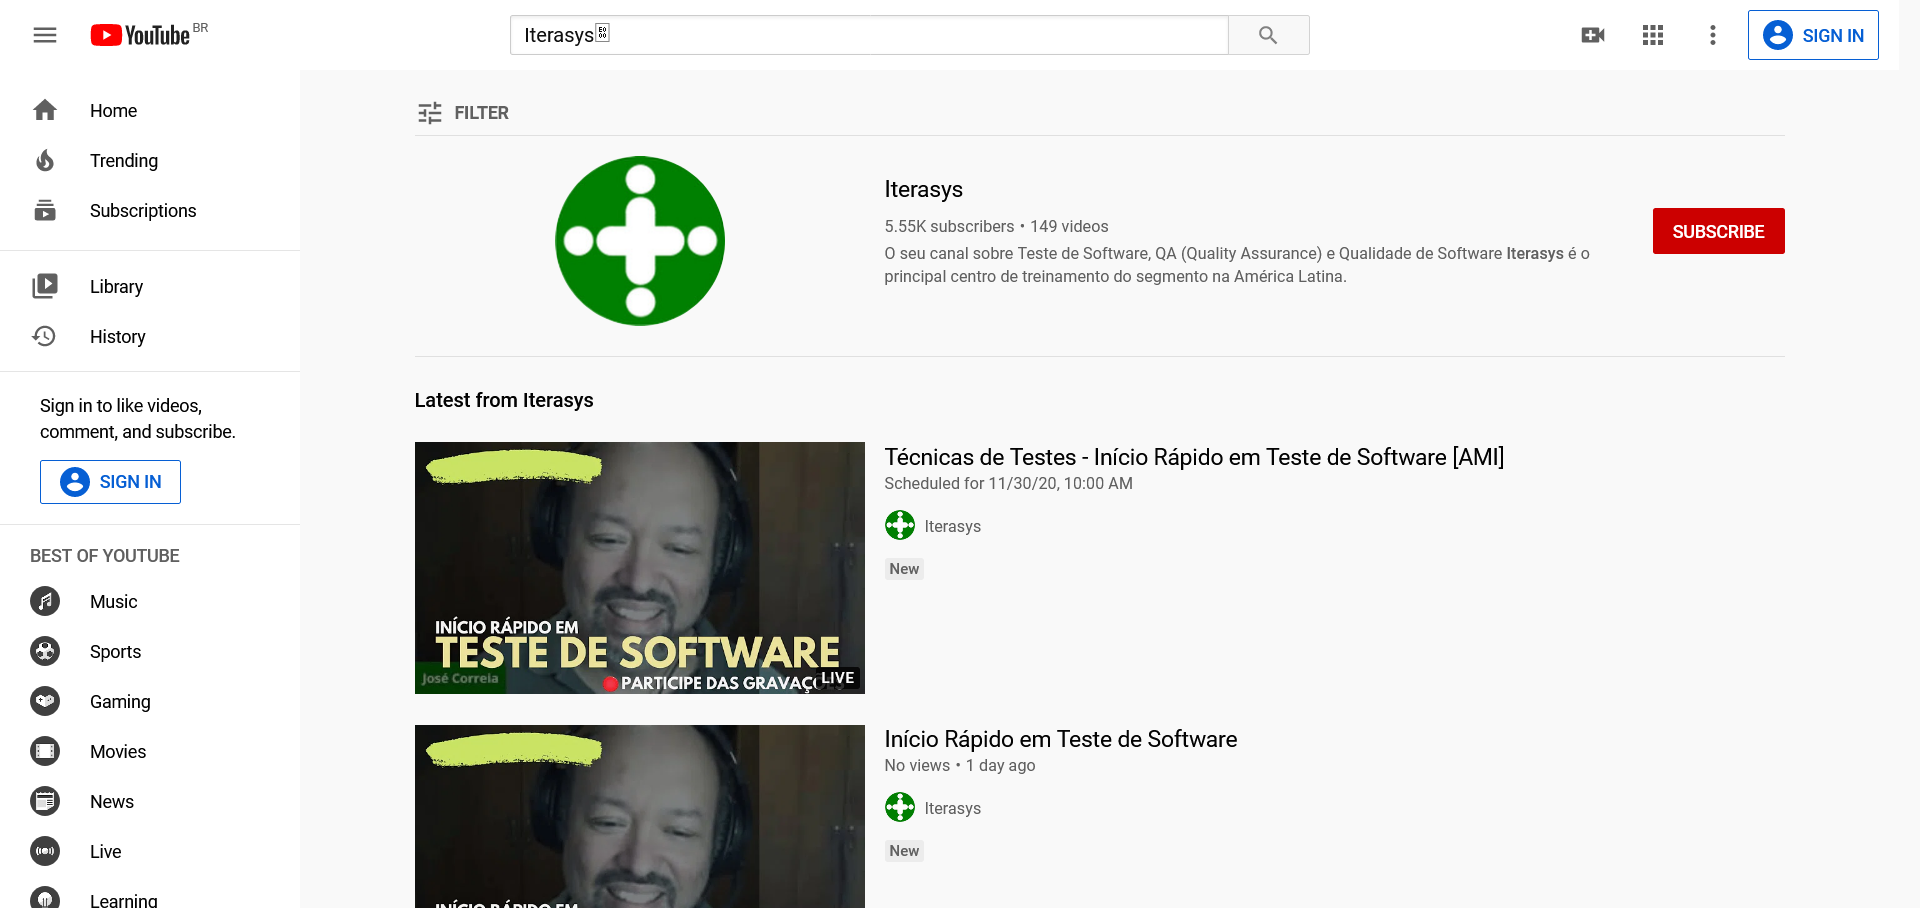 YouTube BR
Iterasys
SIGN IN
Home
Trending
Subscriptions
Library
History
Sign in to like videos,
comment, and subscribe.
SIGN IN
BEST OF YOUTUBE
Music
Sports
Gaming
Movies
News
Live
Learning
FILTER
Iterasys
5.55K subscribers • 149 videos
O seu canal sobre Teste de Software, QA (Quality Assurance) e Qualidade de Software Iterasys é o
principal centro de treinamento do segmento na América Latina.
SUBSCRIBE
Latest from Iterasys
INÍCIO RÁPIDO EM
TESTE DE SOFTWARE
José Correia
PARTICIPE DAS
LIVE
Técnicas de Testes - Início Rápido em Teste de Software [AMI]
Scheduled for 11/30/20, 10:00 AM
Iterasys
New
INÍCIO RÁPIDO EM
Início Rápido em Teste de Software
No views • 1 day ago
Iterasys
New